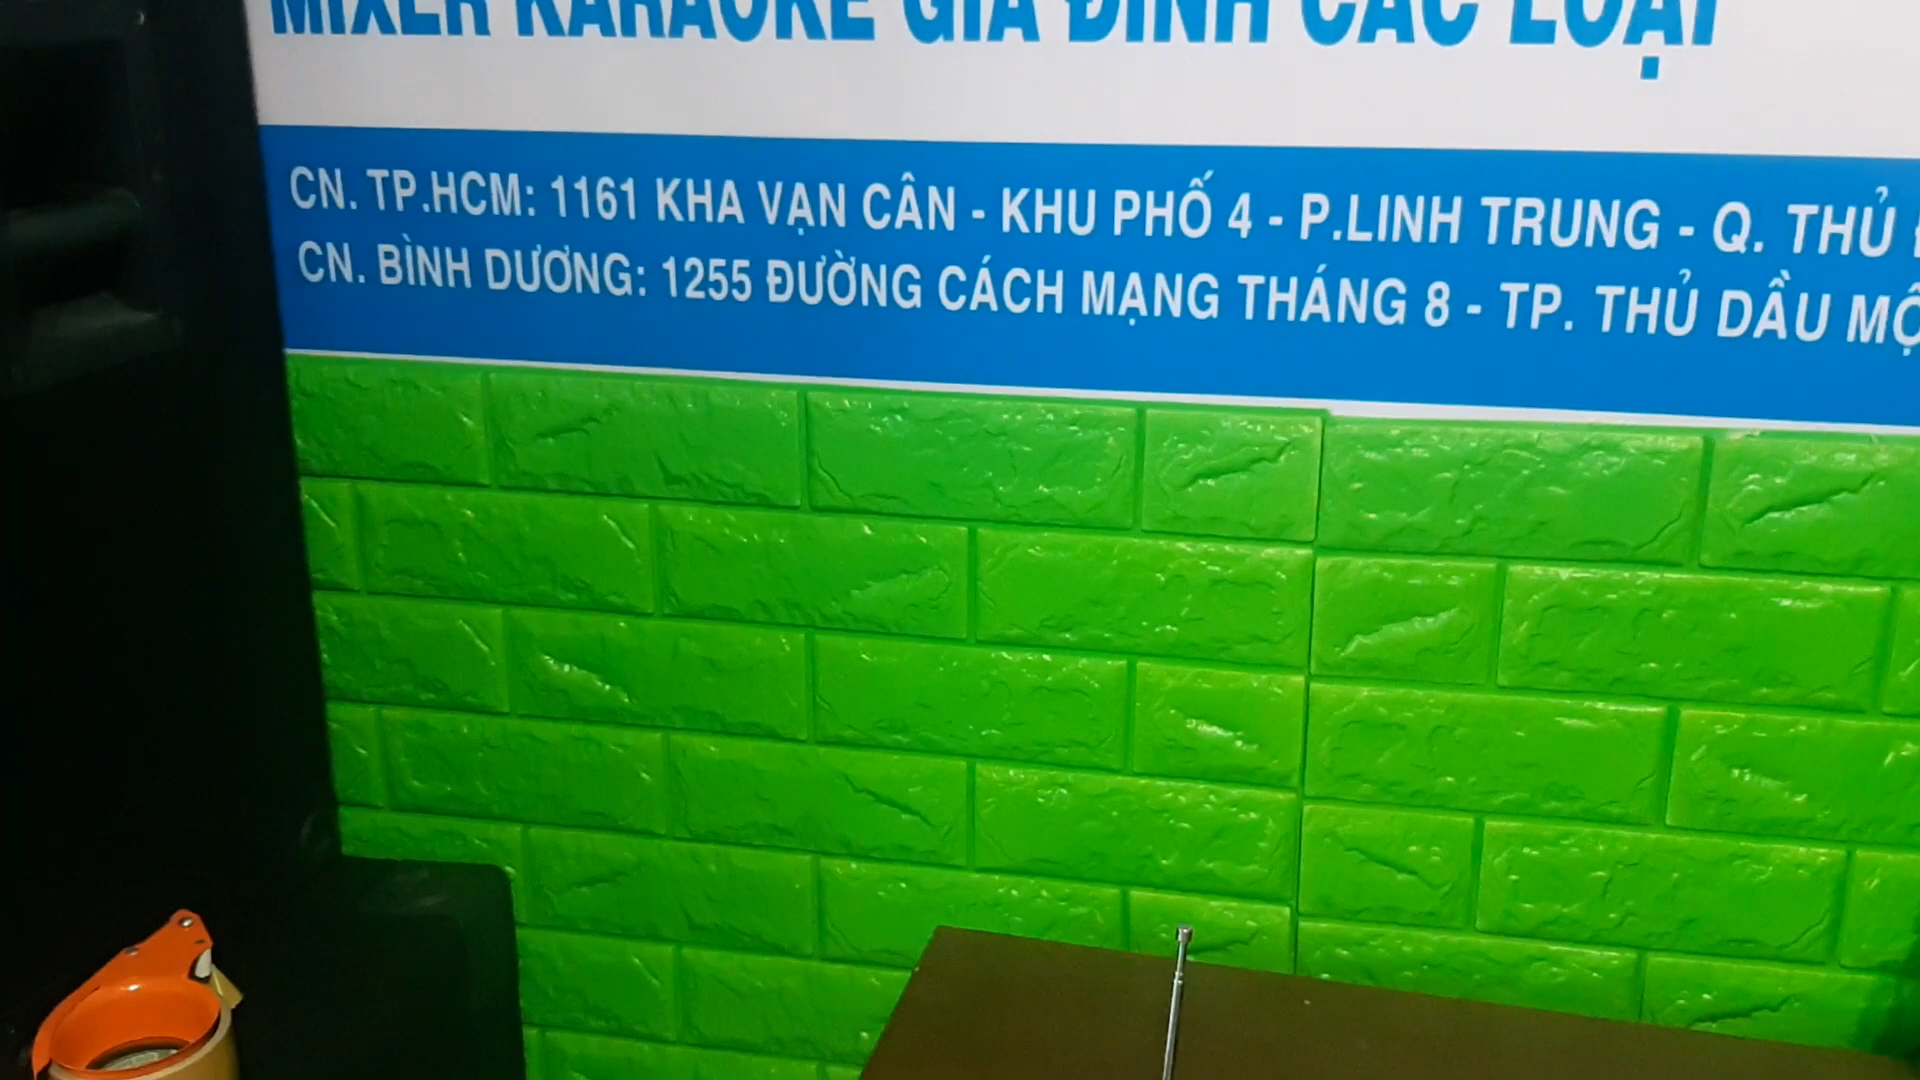 MIXER KARAOKE GIA ĐÌNH CÁC LOẠI
CN. TP.HCM: 1161 KHA VẠN CÂN - KHU PHỐ 4 - P.LINH TRUNG - Q. THỦ
CN. BÌNH DƯƠNG: 1255 ĐƯỜNG CÁCH MẠNG THÁNG 8 - TP. THỦ DẦU MỘ